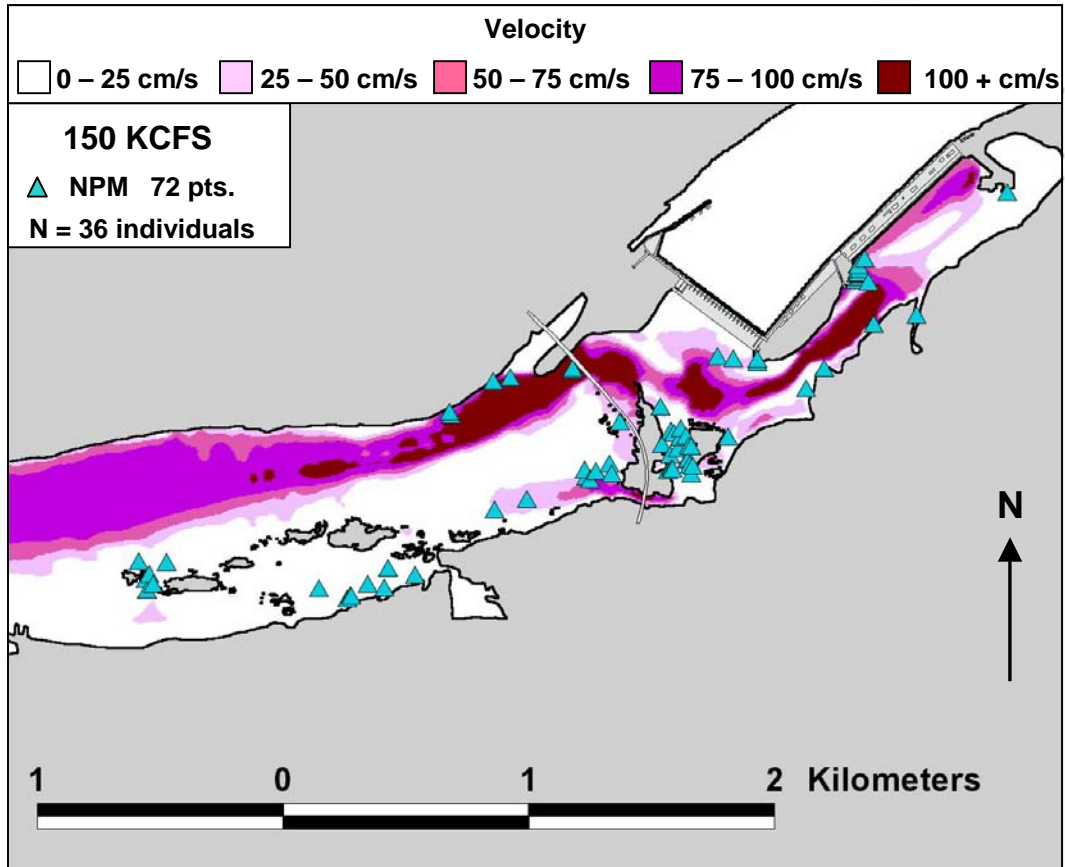 Velocity
0 – 25 cm/s 25 – 50 cm/s 50 – 75 cm/s 75 – 100 cm/s 100 + cm/s
150 KCFS
NPM 72 pts.
N = 36 individuals
N
1 0 1 2 Kilometers